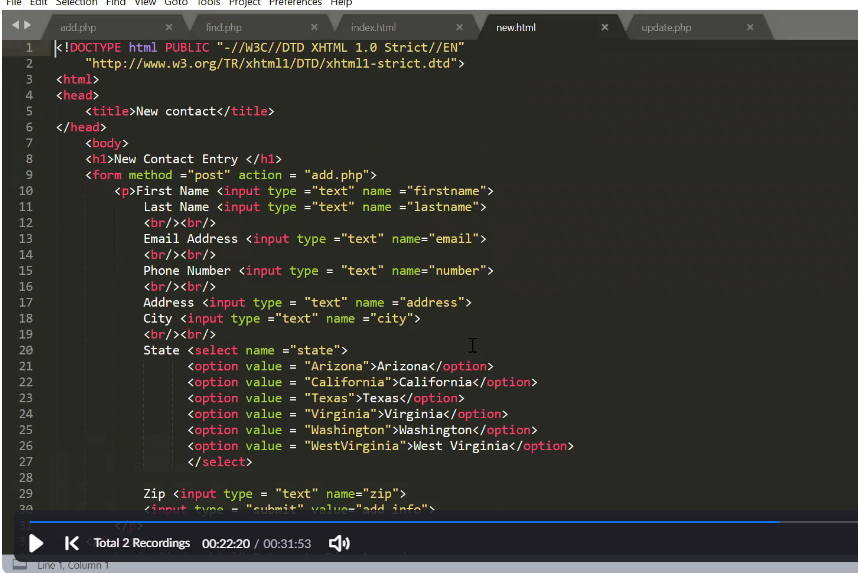 File Edit Selection Find View Goto Tools Project Preferences Help
add.php × find.php × index.html × new.html × update.php ×
1 <!DOCTYPE html PUBLIC "-//W3C//DTD XHTML 1.0 Strict//EN"
2 "http://www.w3.org/TR/xhtml1/DTD/xhtml1-strict.dtd">
3 <html>
4 <head>
5 <title>New contact</title>
6 </head>
7 <body>
8 <h1>New Contact Entry </h1>
9 <form method ="post" action = "add.php">
10 <p>First Name <input type ="text" name ="firstname">
11 Last Name <input type ="text" name ="lastname">
12 <br/><br/>
13 Email Address <input type ="text" name="email">
14 <br/><br/>
15 Phone Number <input type = "text" name="number">
16 <br/><br/>
17 Address <input type = "text" name ="address">
18 City <input type ="text" name ="city">
19 <br/><br/>
20 State <select name ="state">
21 <option value = "Arizona">Arizona</option>
22 <option value = "California">California</option>
23 <option value = "Texas">Texas</option>
24 <option value = "Virginia">Virginia</option>
25 <option value = "Washington">Washington</option>
26 <option value = "WestVirginia">West Virginia</option>
27 </select>
28
29 Zip <input type = "text" name="zip">
30 <input type = "submit" value="add info">
31 </p>
Total 2 Recordings 00:22:20 / 00:31:53
Line 1, Column 1